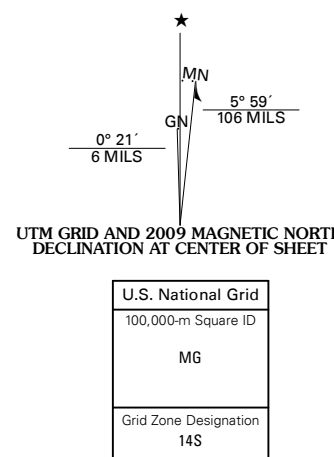 ★
MN
GN
5° 59´
106 MILS
0° 21´
6 MILS
UTM GRID AND 2009 MAGNETIC NORTH
DECLINATION AT CENTER OF SHEET
U.S. National Grid
100,000-m Square ID
MG
Grid Zone Designation
14S